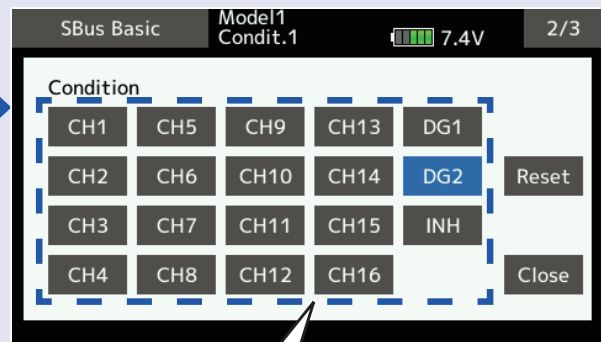 SBus Basic Model1 2/3
Condit.1 7.4V
Condition
CH1 CH5 CH9 CH13 DG1
CH2 CH6 CH10 CH14 DG2 Reset
CH3 CH7 CH11 CH15 INH
CH4 CH8 CH12 CH16 Close